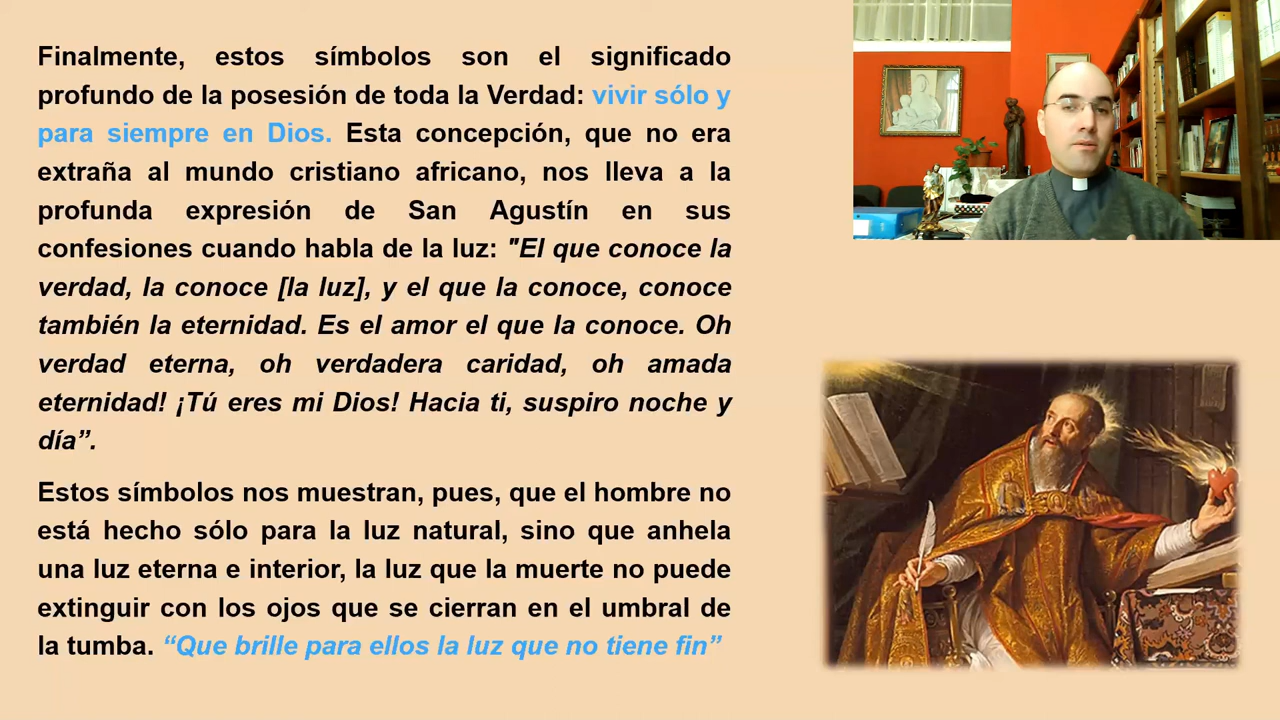 Finalmente, estos símbolos son el significado
profundo de la posesión de toda la Verdad: vivir sólo y
para siempre en Dios. Esta concepción, que no era
extraña al mundo cristiano africano, nos lleva a la
profunda expresión de San Agustín en sus
confesiones cuando habla de la luz: "El que conoce la
verdad, la conoce [la luz], y el que la conoce, conoce
también la eternidad. Es el amor el que la conoce. Oh
verdad eterna, oh verdadera caridad, oh amada
eternidad! ¡Tú eres mi Dios! Hacia ti, suspiro noche y
día”.
Estos símbolos nos muestran, pues, que el hombre no
está hecho sólo para la luz natural, sino que anhela
una luz eterna e interior, la luz que la muerte no puede
extinguir con los ojos que se cierran en el umbral de
la tumba. “Que brille para ellos la luz que no tiene fin”